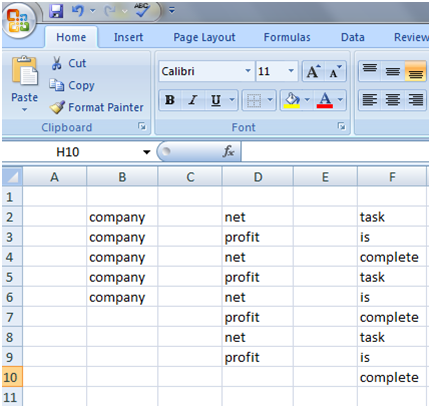 ABC
Home Insert Page Layout Formulas Data Review
Paste
Cut
Copy
Format Painter
Clipboard
Calibri 11 A A
B I U A
Font
H10 fx
A B C D E F
1
2 company net task
3 company profit is
4 company net complete
5 company profit task
6 company net is
7 profit complete
8 net task
9 profit is
10 complete
11